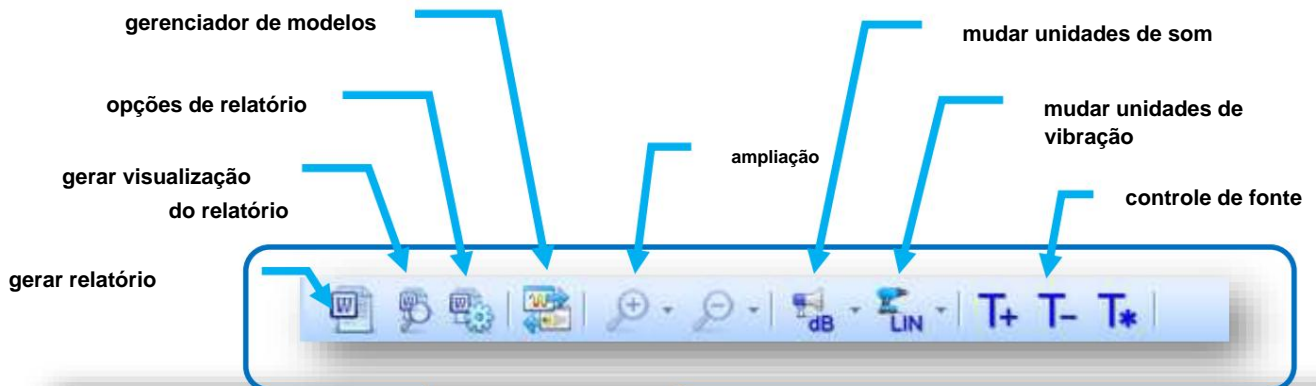 gerenciador de modelos
mudar unidades de som
opções de relatório
mudar unidades de
vibração
ampliação
gerar visualização
do relatório
controle de fonte
gerar relatório
W
W
W
W
dB
LIN
T+
T-
T*